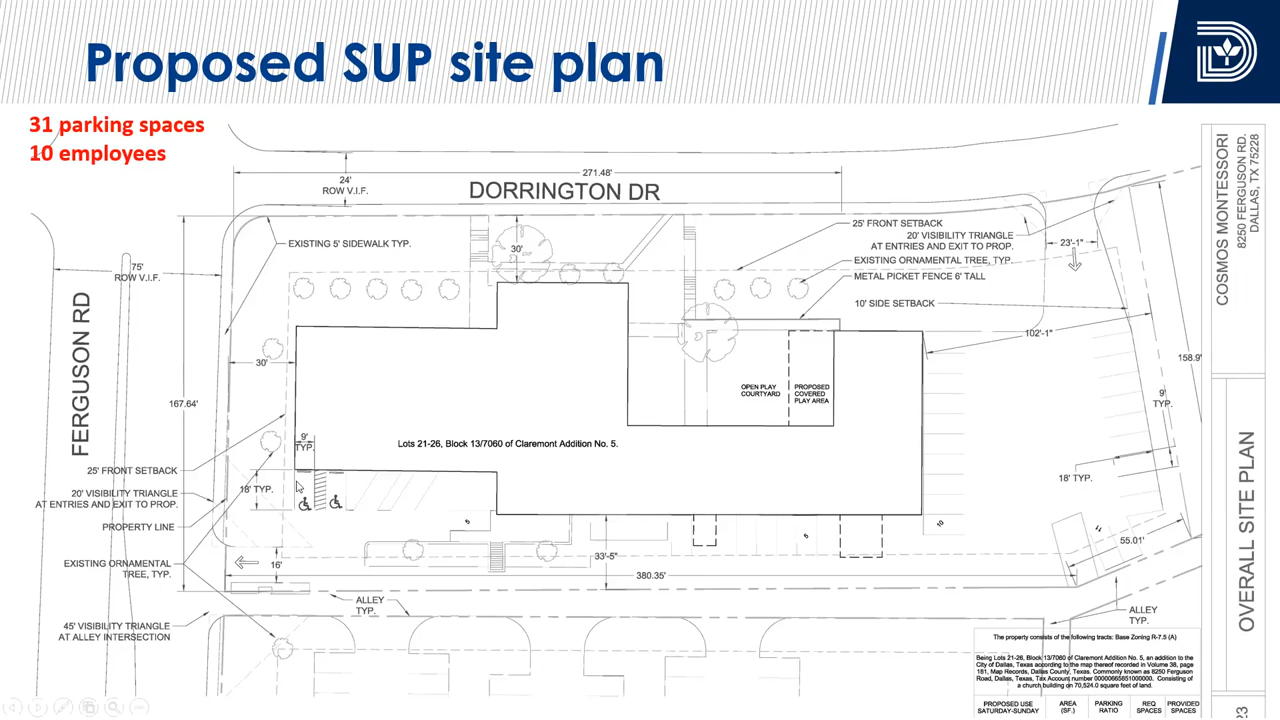 Proposed SUP site plan
31 parking spaces
10 employees
271.48'
24'
ROW V.I.F.
DORRINGTON DR
25' FRONT SETBACK
20' VISIBILITY TRIANGLE
AT ENTRIES AND EXIT TO PROP.
EXISTING 5' SIDEWALK TYP.
30'
23'-1"
EXISTING ORNAMENTAL TREE, TYP.
METAL PICKET FENCE 6' TALL
75'
ROW V.I.F.
10' SIDE SETBACK
FERGUSON RD
102'-1"
158.9'
30'
167.64'
OPEN PLAY
COURTYARD
PROPOSED
COVERED
PLAY AREA
9'
TYP.
9'
TYP.
Lots 21-26, Block 13/7060 of Claremont Addition No. 5.
25' FRONT SETBACK
18' TYP.
18' TYP.
20' VISIBILITY TRIANGLE
AT ENTRIES AND EXIT TO PROP.
PROPERTY LINE
5
6
10
11
55.01'
33'-5"
EXISTING ORNAMENTAL
TREE, TYP.
16'
380.35'
ALLEY
TYP.
ALLEY
TYP.
45' VISIBILITY TRIANGLE
AT ALLEY INTERSECTION
The property consists of the following tracts: Base Zoning R-7.5 (A)
Being Lots 21-26, Block 13/7060 of Claremont Addition No. 5, an addition to the
City of Dallas, Texas according to the map thereof recorded in Volume 38, page
181, Map Records, Dallas County, Texas. Commonly known as 8250 Ferguson
Road, Dallas, Texas, Tax Account number 00000665851000000. Consisting
of a church building on 70,524.0 square feet of land.
PROPOSED USE
SATURDAY-SUNDAY
AREA
(SF.)
PARKING
RATIO
REQ
SPACES
PROVIDED
SPACES
COSMOS MONTESSORI
8250 FERGUSON RD.
DALLAS, TX 75228
OVERALL SITE PLAN
23